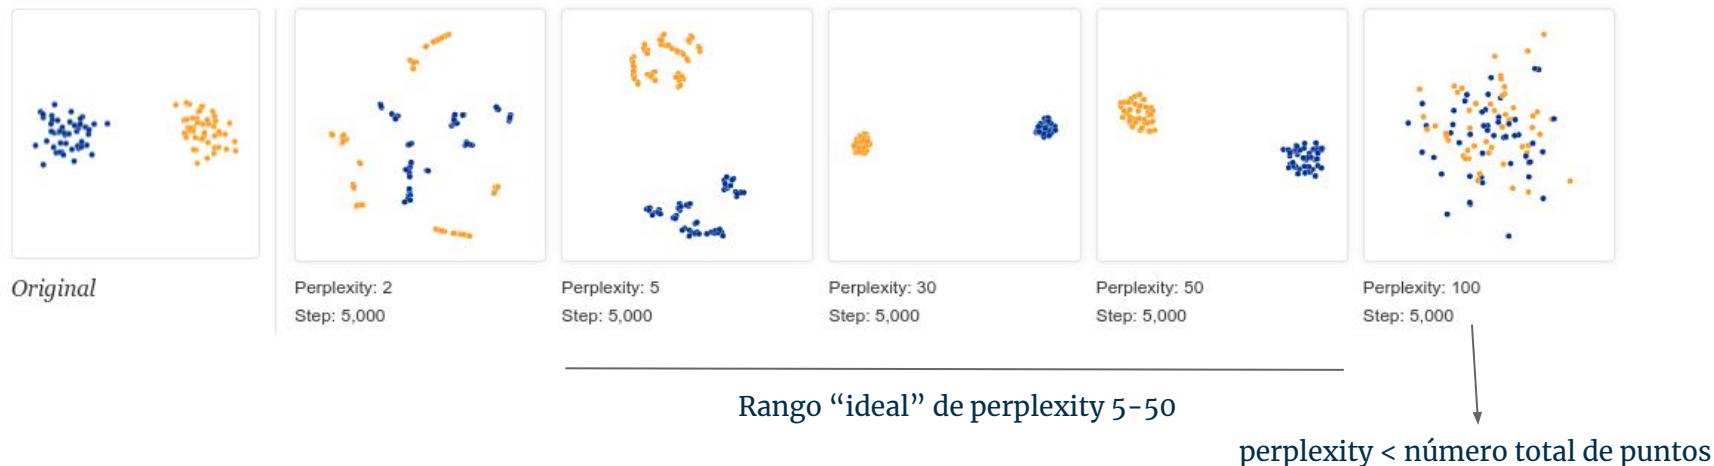 Original
Perplexity: 2
Step: 5,000
Perplexity: 5
Step: 5,000
Perplexity: 30
Step: 5,000
Perplexity: 50
Step: 5,000
Perplexity: 100
Step: 5,000
Rango “ideal” de perplexity 5-50
perplexity < número total de puntos